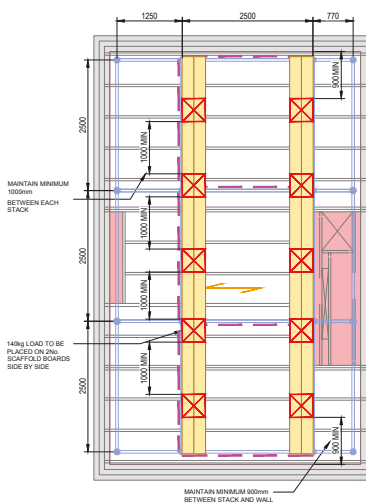 1250
2500
770
900 MIN
2500
1000 MIN
MAINTAIN MINIMUM
1000mm
BETWEEN EACH
STACK
1000 MIN
2500
1000 MIN
140kg LOAD TO BE
PLACED ON 2No.
SCAFFOLD BOARDS
SIDE BY SIDE
1000 MIN
2500
900 MIN
MAINTAIN MINIMUM 900mm
BETWEEN STACK AND WALL